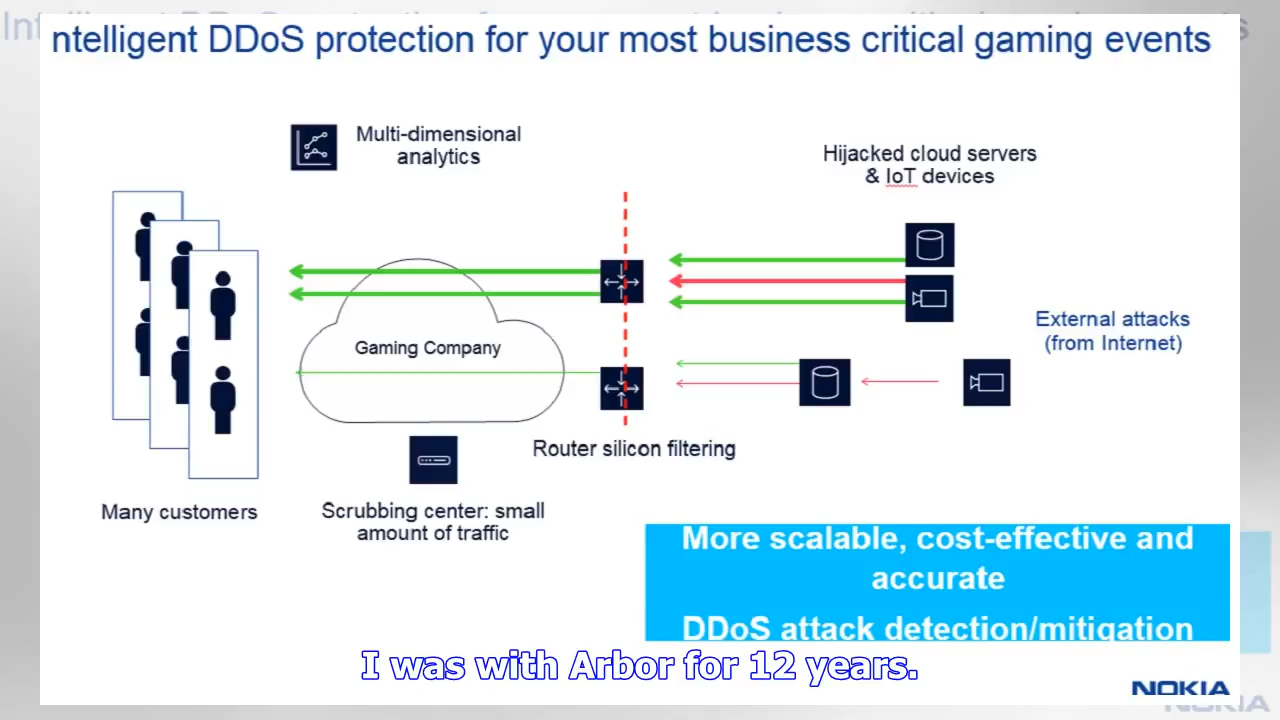 ntelligent DDoS protection for your most business critical gaming events
Multi-dimensional
analytics
Hijacked cloud servers
& IoT devices
External attacks
(from Internet)
Gaming Company
Router silicon filtering
Many customers
Scrubbing center: small
amount of traffic
More scalable, cost-effective and
accurate
DDoS attack detection/mitigation
I was with Arbor for 12 years.
NOKIA